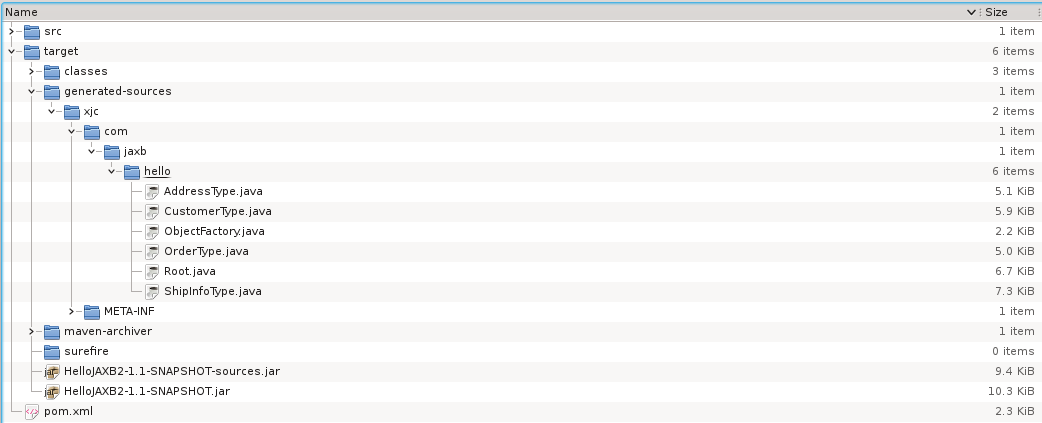 Name Size
src 1 item
target 6 items
classes 3 items
generated-sources 1 item
xjc 2 items
com 1 item
jaxb 1 item
hello 6 items
AddressType.java 5.1 KiB
CustomerType.java 5.9 KiB
ObjectFactory.java 2.2 KiB
OrderType.java 5.0 KiB
Root.java 6.7 KiB
ShipInfoType.java 7.3 KiB
META-INF 1 item
maven-archiver 1 item
surefire 0 items
HelloJAXB2-1.1-SNAPSHOT-sources.jar 9.4 KiB
HelloJAXB2-1.1-SNAPSHOT.jar 10.3 KiB
pom.xml 2.3 KiB